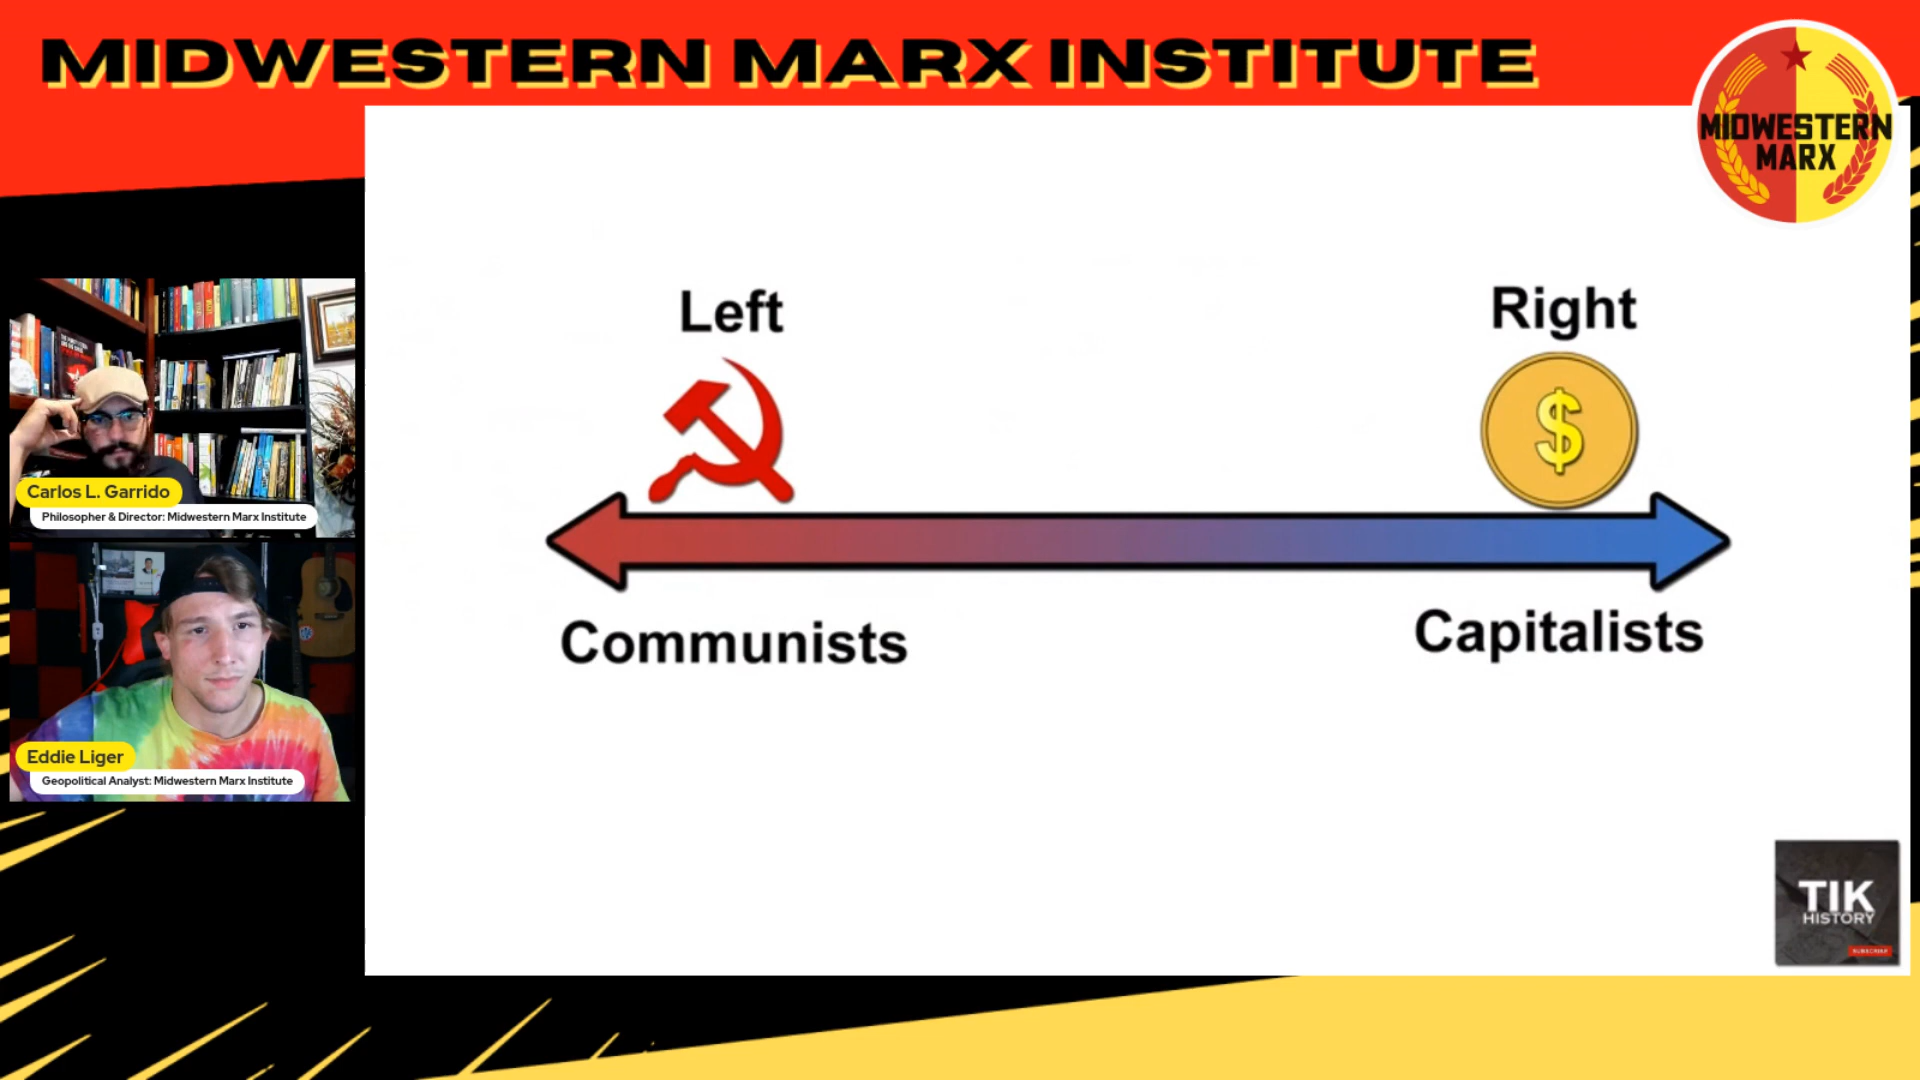 MIDWESTERN MARX INSTITUTE
MIDWESTERN
MARX
Left
Right
$
Communists
Capitalists
Carlos L. Garrido
Philosopher & Director: Midwestern Marx Institute
Eddie Liger
Geopolitical Analyst: Midwestern Marx Institute
TIK
HISTORY
SUBSCRIBE